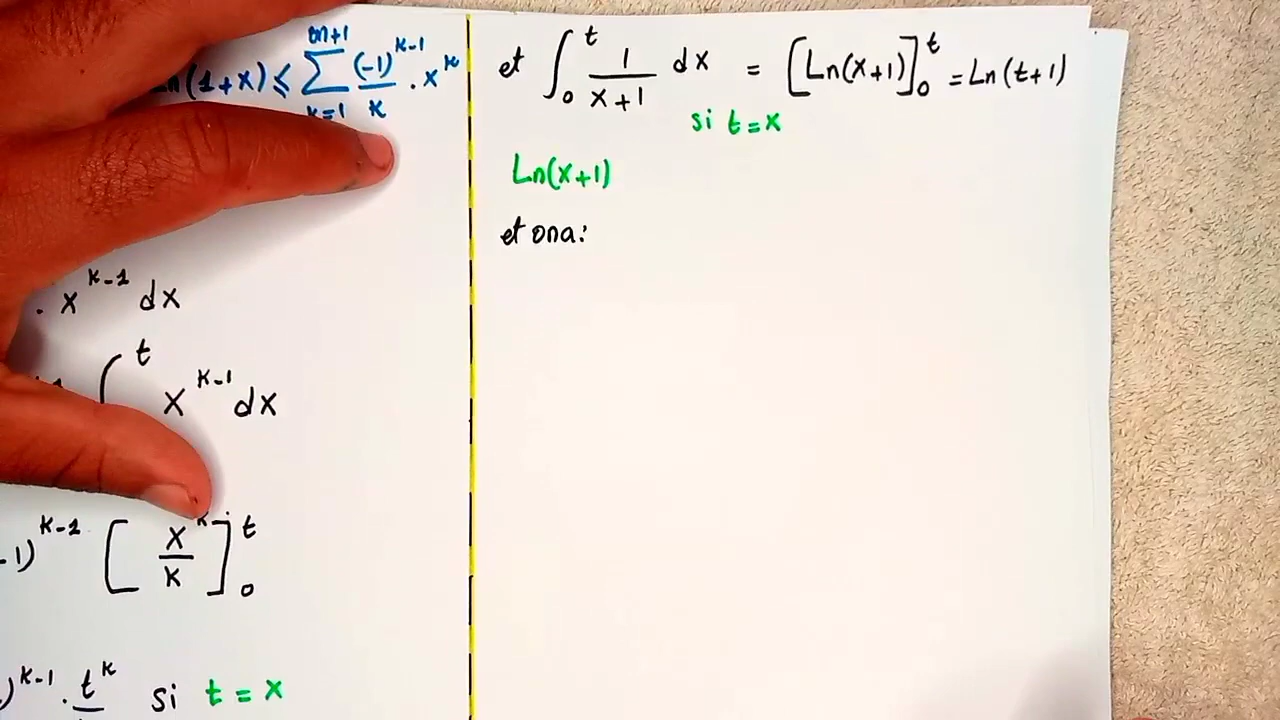 Ln(1+x) ≤ ∑_{k=1}^{2n+1} (-1)^{k-1}/k . x^k
. x^{k-1} dx
∫^t x^{k-1} dx
-1)^{k-1} [x^k/k]_0^t
)^{k-1} . t^k si t = x
et ∫_0^t 1/(x+1) dx = [Ln(x+1)]_0^t = Ln(t+1)
si t = x
Ln(x+1)
et ona: